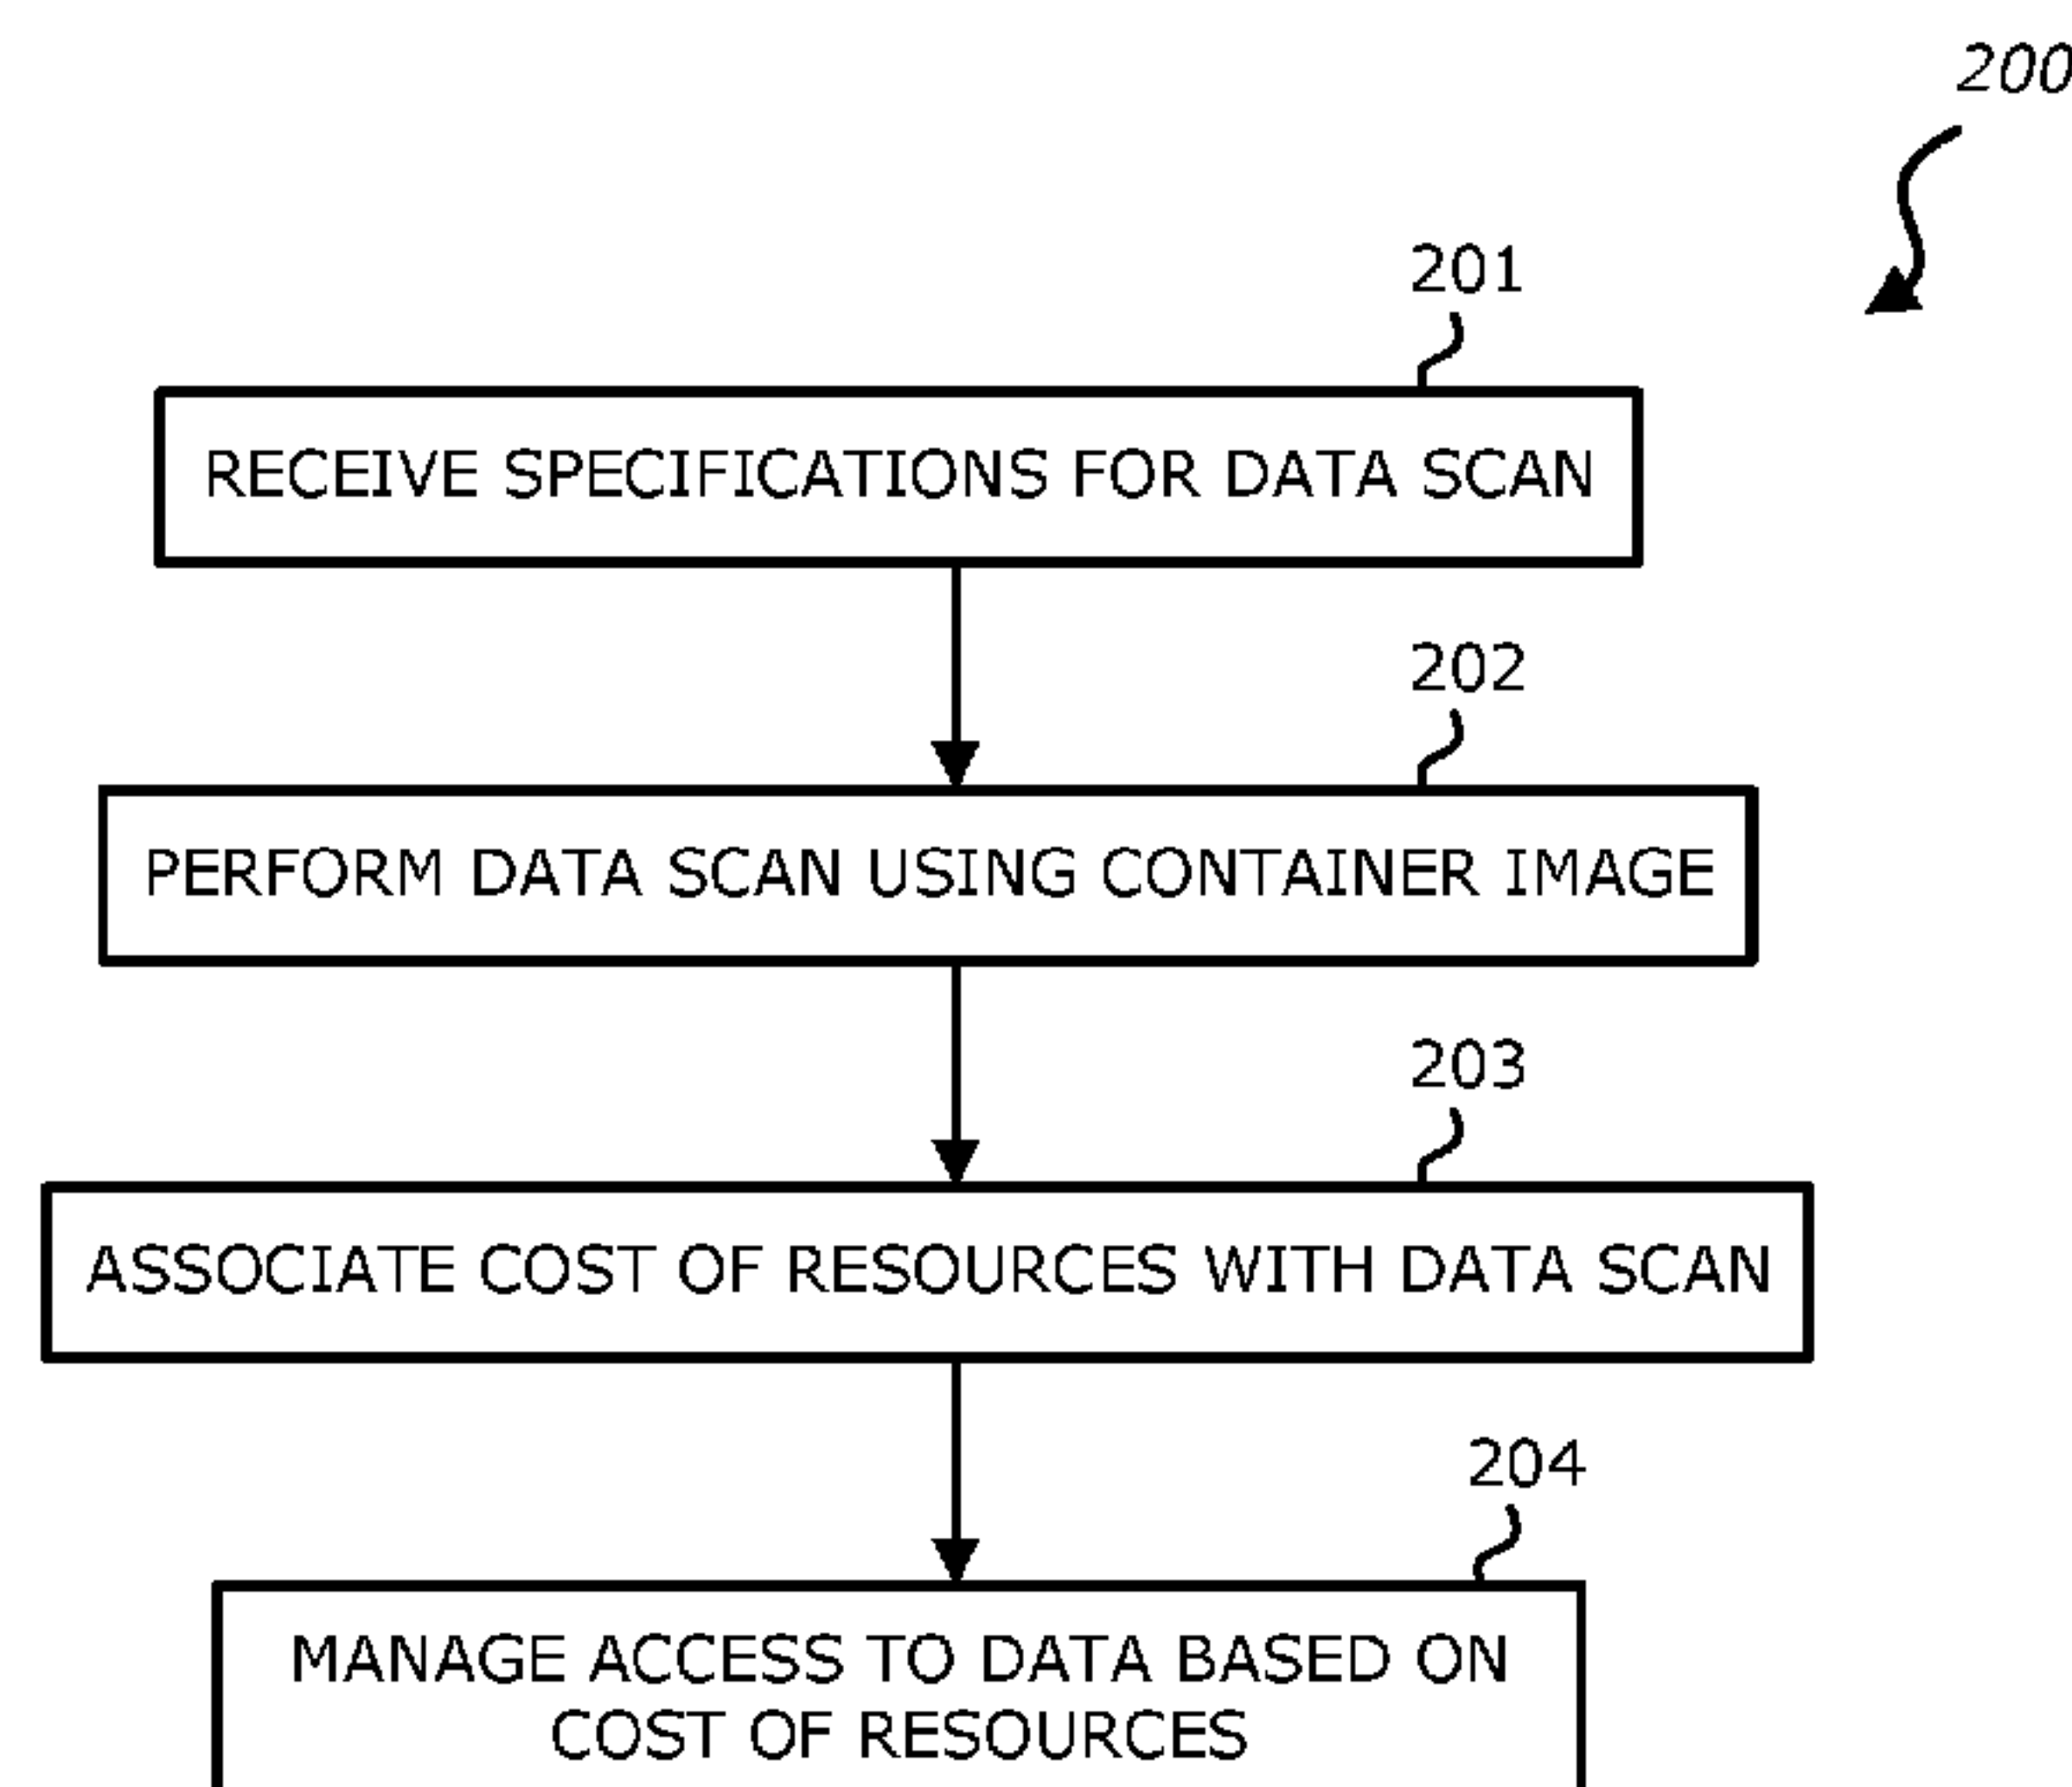 200
201
RECEIVE SPECIFICATIONS FOR DATA SCAN
202
PERFORM DATA SCAN USING CONTAINER IMAGE
203
ASSOCIATE COST OF RESOURCES WITH DATA SCAN
204
MANAGE ACCESS TO DATA BASED ON
COST OF RESOURCES